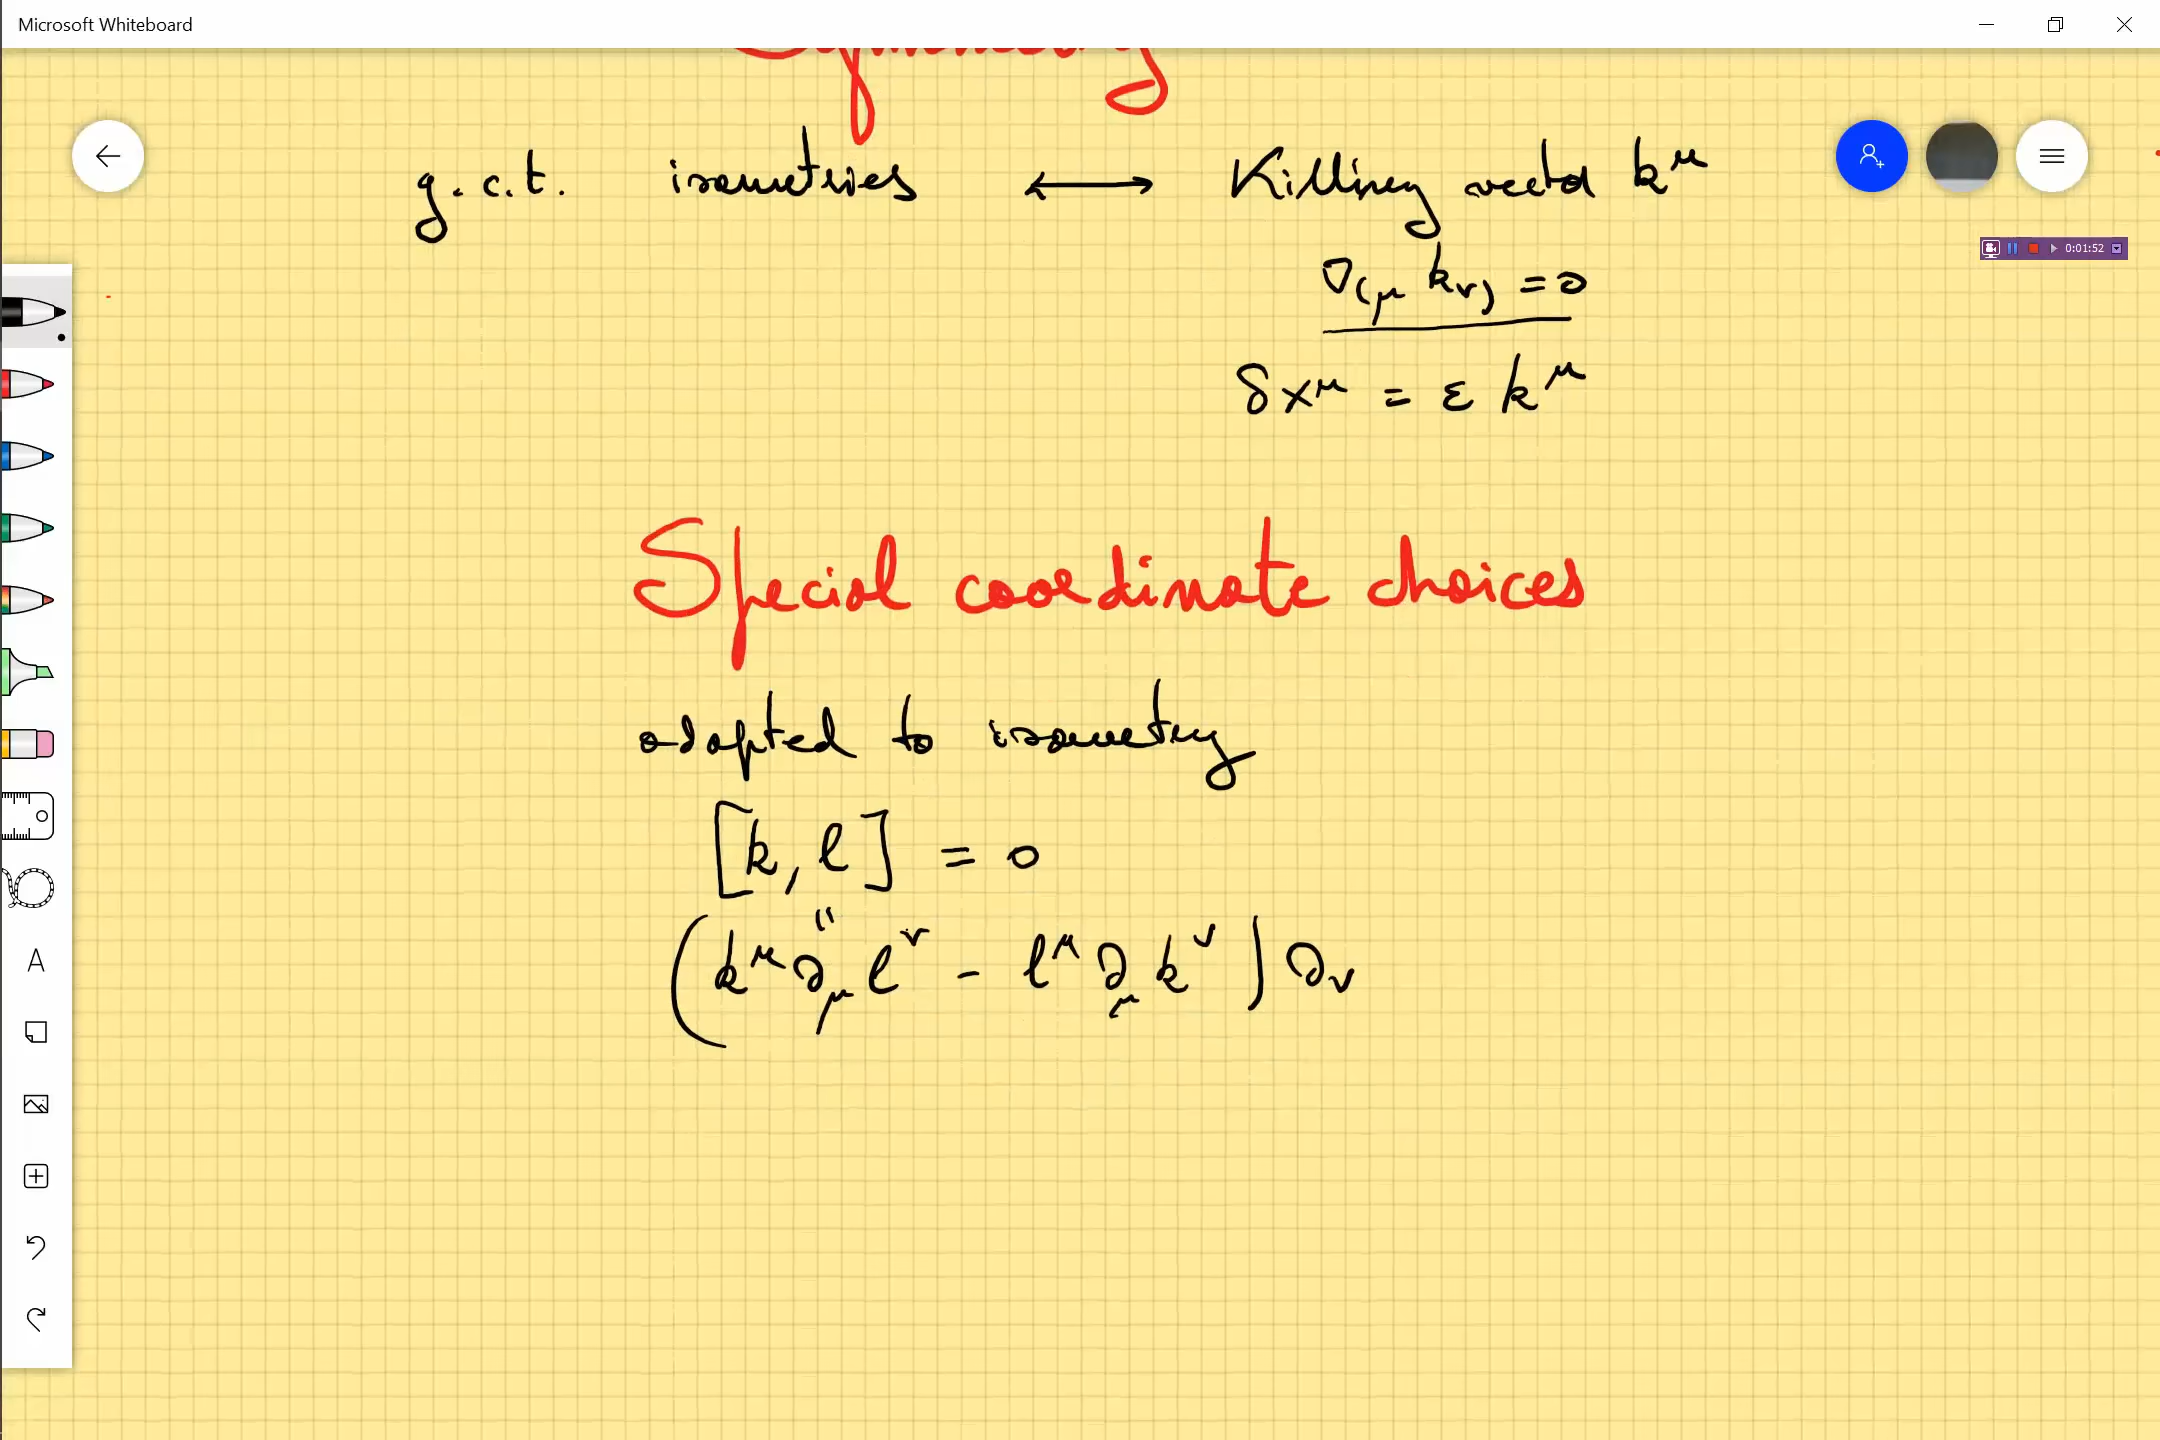 Microsoft Whiteboard
Symmetry
g.c.t. isometries ⟷ Killing vector k^μ
0:01:52
∇_(μ k_ν) = 0
δx^μ = ε k^μ
Special coordinate choices
adapted to isometry
[k, l] = 0
"
(k^μ ∂_μ l^ν - l^μ ∂_μ k^ν) ∂_ν
A